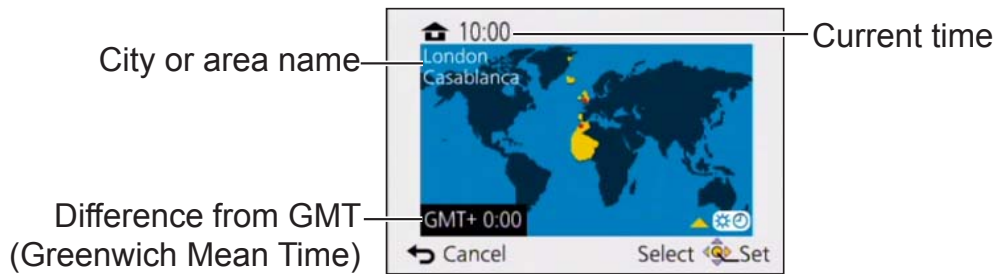 10:00
Current time
City or area name
London
Casablanca
Difference from GMT
(Greenwich Mean Time)
GMT+ 0:00
Cancel
Select
Set